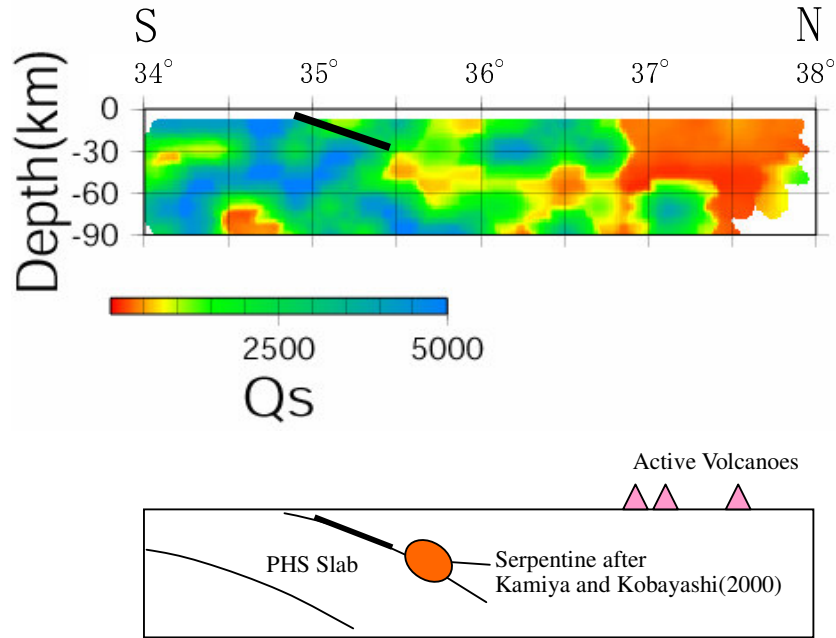 S N
34° 35° 36° 37° 38°
Depth(km)
0
-30
-60
-90
2500 5000
Qs
Active Volcanoes
PHS Slab
Serpentine after
Kamiya and Kobayashi(2000)